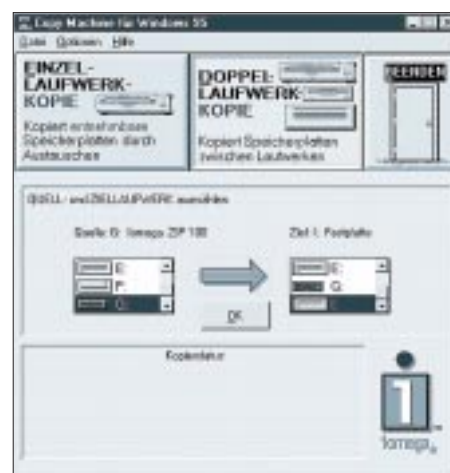 Copy Machine für Windows 95
Datei Optionen Hilfe
EINZEL-
LAUFWERK-
KOPIE
Kopiert entnehmbare
Speicherplatten durch
Austauschen
DOPPEL-
LAUFWERK-
KOPIE
Kopiert Speicherplatten
zwischen Laufwerken
BEENDEN
QUELL- und ZIELLAUFWERK auswählen
Quelle G: Iomega ZIP 100
Ziel I: Festplatte
E:
F:
G:
E:
G:
OK
Kopierstatus
iomega